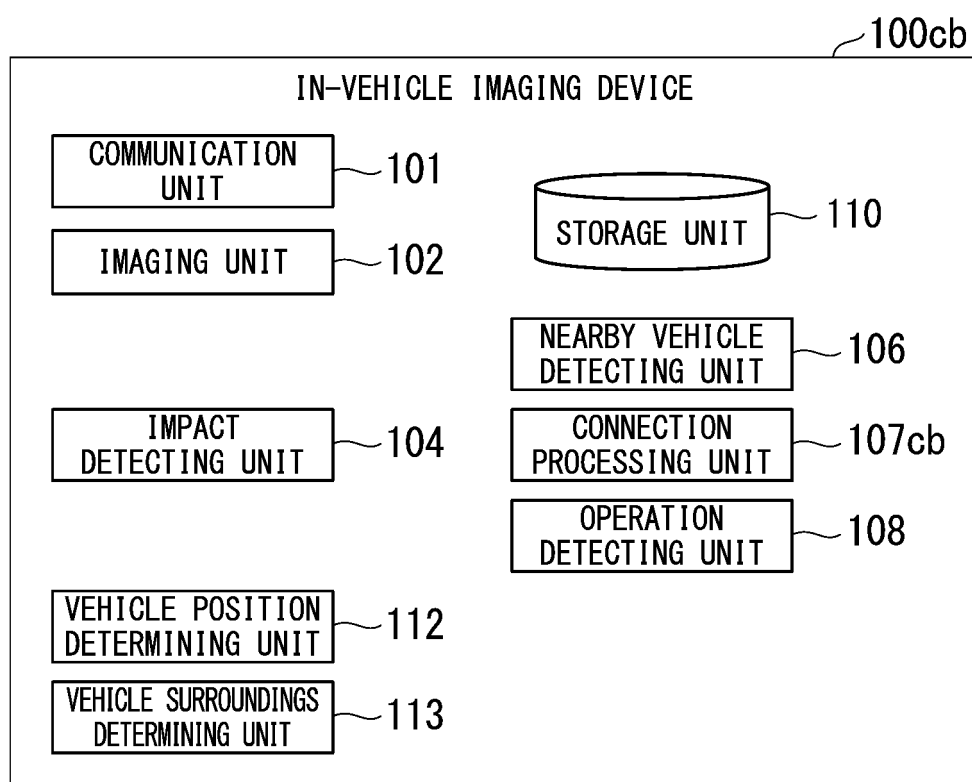 100cb
IN-VEHICLE IMAGING DEVICE
COMMUNICATION
UNIT
101
IMAGING UNIT
102
STORAGE UNIT
110
NEARBY VEHICLE
DETECTING UNIT
106
IMPACT
DETECTING UNIT
104
CONNECTION
PROCESSING UNIT
107cb
OPERATION
DETECTING UNIT
108
VEHICLE POSITION
DETERMINING UNIT
112
VEHICLE SURROUNDINGS
DETERMINING UNIT
113